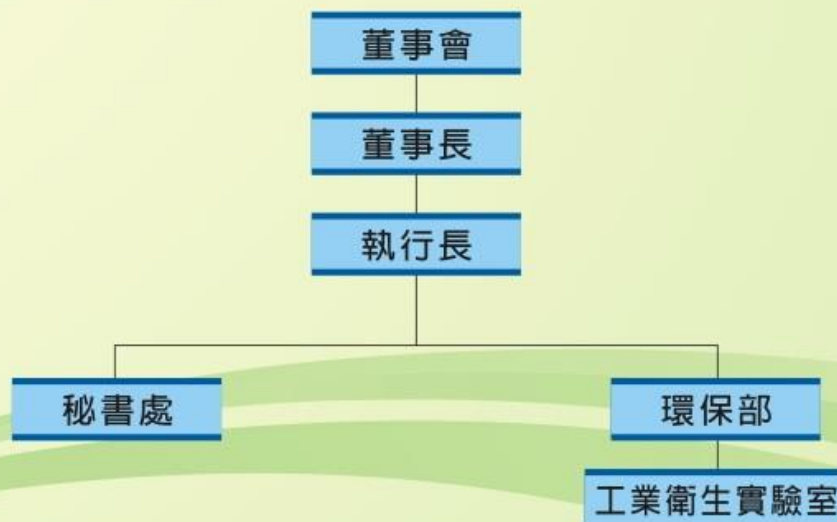 董事會
董事長
執行長
秘書處
環保部
工業衛生實驗室